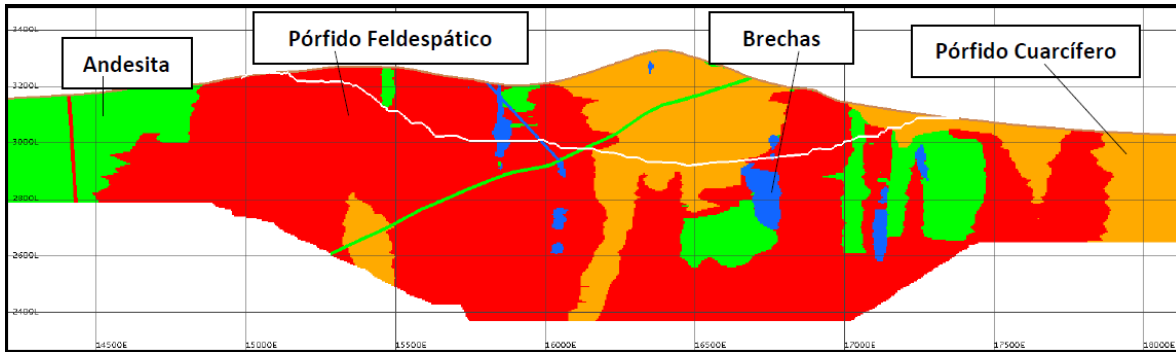 3400L
Pórfido Feldespático
Brechas
Pórfido Cuarcífero
Andesita
3200L
3000L
2800L
2600L
2400L
14500E 15000E 15500E 16000E 16500E 17000E 17500E 18000E